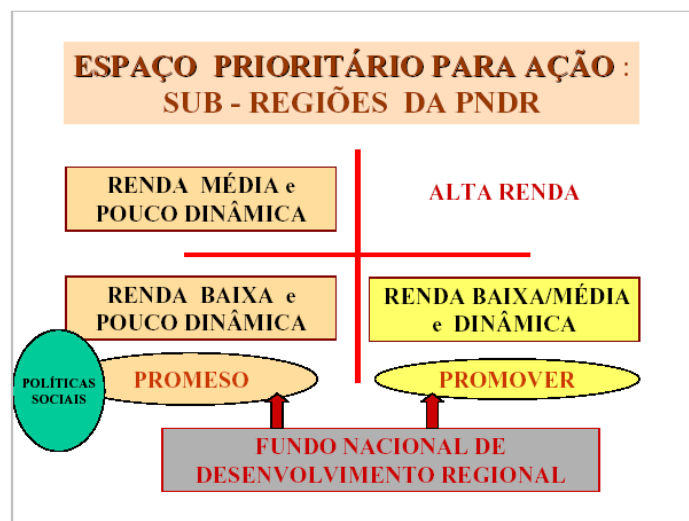 ESPAÇO PRIORITÁRIO PARA AÇÃO :
SUB - REGIÕES DA PNDR
RENDA MÉDIA e
POUCO DINÂMICA
ALTA RENDA
RENDA BAIXA e
POUCO DINÂMICA
RENDA BAIXA/MÉDIA
e DINÂMICA
POLÍTICAS
SOCIAIS
PROMESO
PROMOVER
FUNDO NACIONAL DE
DESENVOLVIMENTO REGIONAL